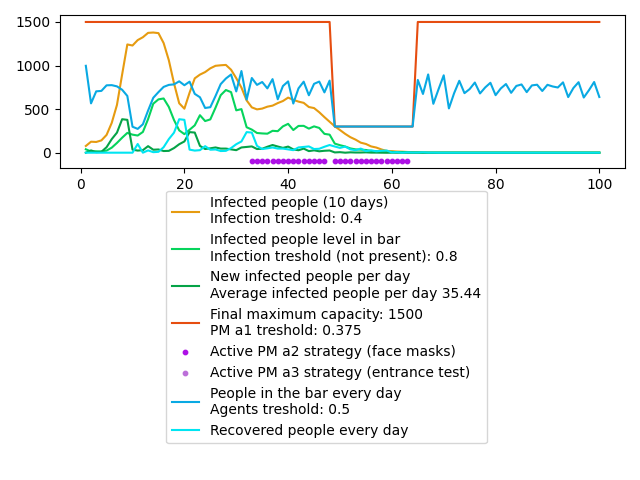 1500
1000
500
0
0
20
40
60
80
100
Infected people (10 days)
Infection treshold: 0.4
Infected people level in bar
Infection treshold (not present): 0.8
New infected people per day
Average infected people per day 35.44
Final maximum capacity: 1500
PM a1 treshold: 0.375
Active PM a2 strategy (face masks)
Active PM a3 strategy (entrance test)
People in the bar every day
Agents treshold: 0.5
Recovered people every day